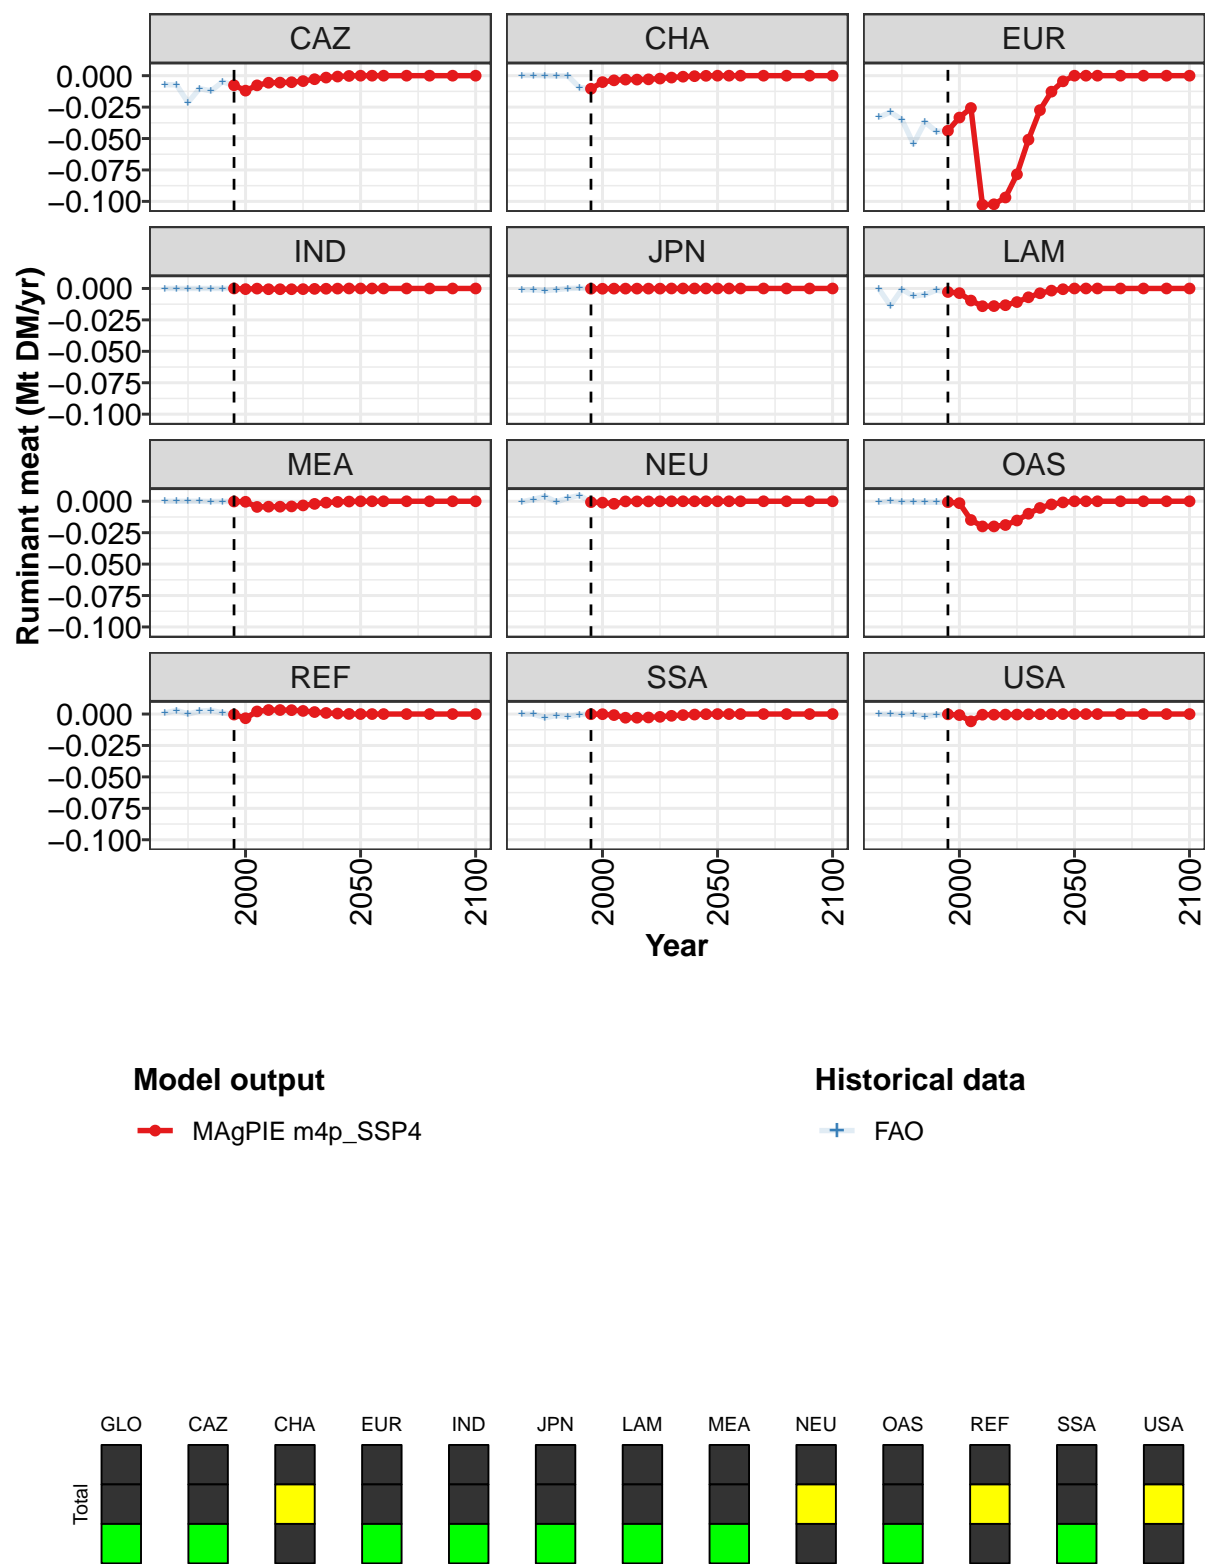 CAZ CHA EUR
0.000
−0.025
−0.050
−0.075
−0.100
IND JPN LAM
0.000
−0.025
−0.050
−0.075
−0.100
MEA NEU OAS
0.000
−0.025
−0.050
−0.075
−0.100
REF SSA USA
0.000
−0.025
−0.050
−0.075
−0.100
Ruminant meat (Mt DM/yr)
2000 2050 2100 2000 2050 2100 2000 2050 2100
Year
Model output Historical data
MAgPIE m4p_SSP4 FAO
GLO CAZ CHA EUR IND JPN LAM MEA NEU OAS REF SSA USA
Total